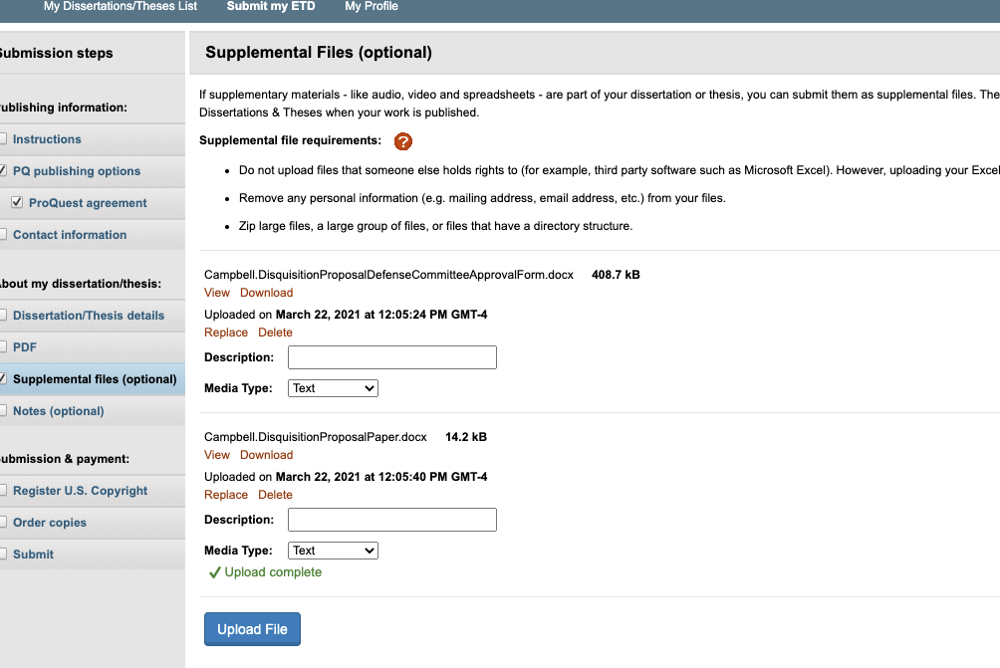 My Dissertations/Theses List Submit my ETD My Profile
Submission steps
Publishing information:
Instructions
PQ publishing options
ProQuest agreement
Contact information
About my dissertation/thesis:
Dissertation/Thesis details
PDF
Supplemental files (optional)
Notes (optional)
Submission & payment:
Register U.S. Copyright
Order copies
Submit
Supplemental Files (optional)
If supplementary materials - like audio, video and spreadsheets - are part of your dissertation or thesis, you can submit them as supplemental files. The
Dissertations & Theses when your work is published.
Supplemental file requirements: ?
• Do not upload files that someone else holds rights to (for example, third party software such as Microsoft Excel). However, uploading your Excel
• Remove any personal information (e.g. mailing address, email address, etc.) from your files.
• Zip large files, a large group of files, or files that have a directory structure.
Campbell.DisquisitionProposalDefenseCommitteeApprovalForm.docx 408.7 kB
View Download
Uploaded on March 22, 2021 at 12:05:24 PM GMT-4
Replace Delete
Description:
Media Type: Text
Campbell.DisquisitionProposalPaper.docx 14.2 kB
View Download
Uploaded on March 22, 2021 at 12:05:40 PM GMT-4
Replace Delete
Description:
Media Type: Text
Upload complete
Upload File